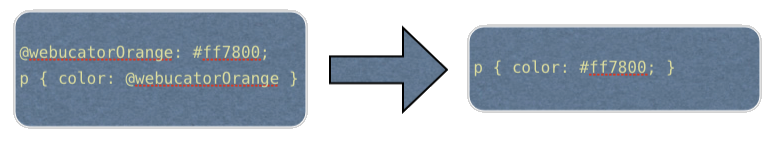 @webucatorOrange: #ff7800;
p { color: @webucatorOrange }
p { color: #ff7800; }